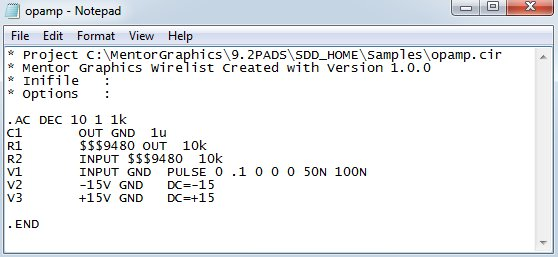 opamp - Notepad
File Edit Format View Help
* Project C:\MentorGraphics\9.2PADS\SDD_HOME\Samples\opamp.cir
* Mentor Graphics Wirelist Created with Version 1.0.0
* Inifile :
* Options :
.AC DEC 10 1 1k
C1 OUT GND 1u
R1 $$$9480 OUT 10k
R2 INPUT $$$9480 10k
V1 INPUT GND PULSE 0 .1 0 0 0 50N 100N
V2 -15V GND DC=-15
V3 +15V GND DC=+15
.END